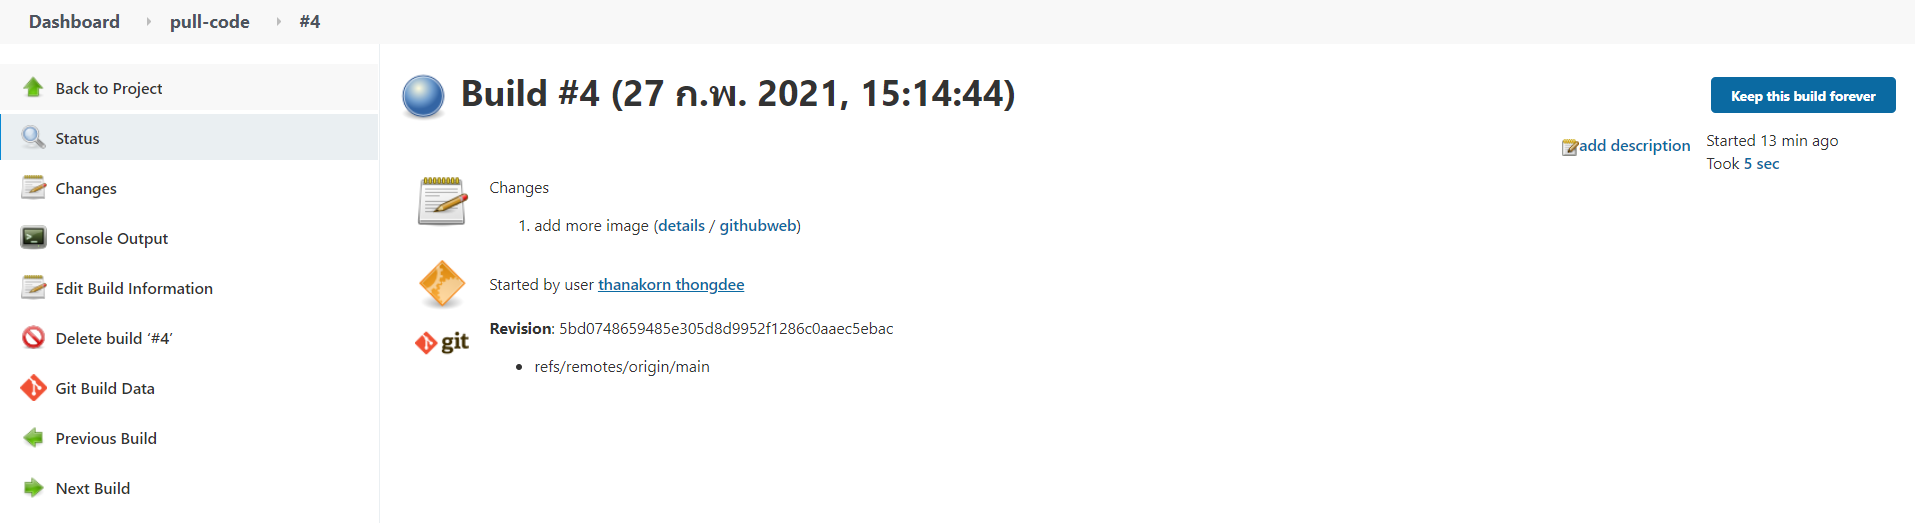 Dashboard pull-code #4
Back to Project
Status
Changes
Console Output
Edit Build Information
Delete build ‘#4’
Git Build Data
Previous Build
Next Build
Build #4 (27 ก.พ. 2021, 15:14:44)
Keep this build forever
add description
Started 13 min ago
Took 5 sec
Changes
1. add more image (details / githubweb)
Started by user thanakorn thongdee
git
Revision: 5bd0748659485e305d8d9952f1286c0aaec5ebac
refs/remotes/origin/main